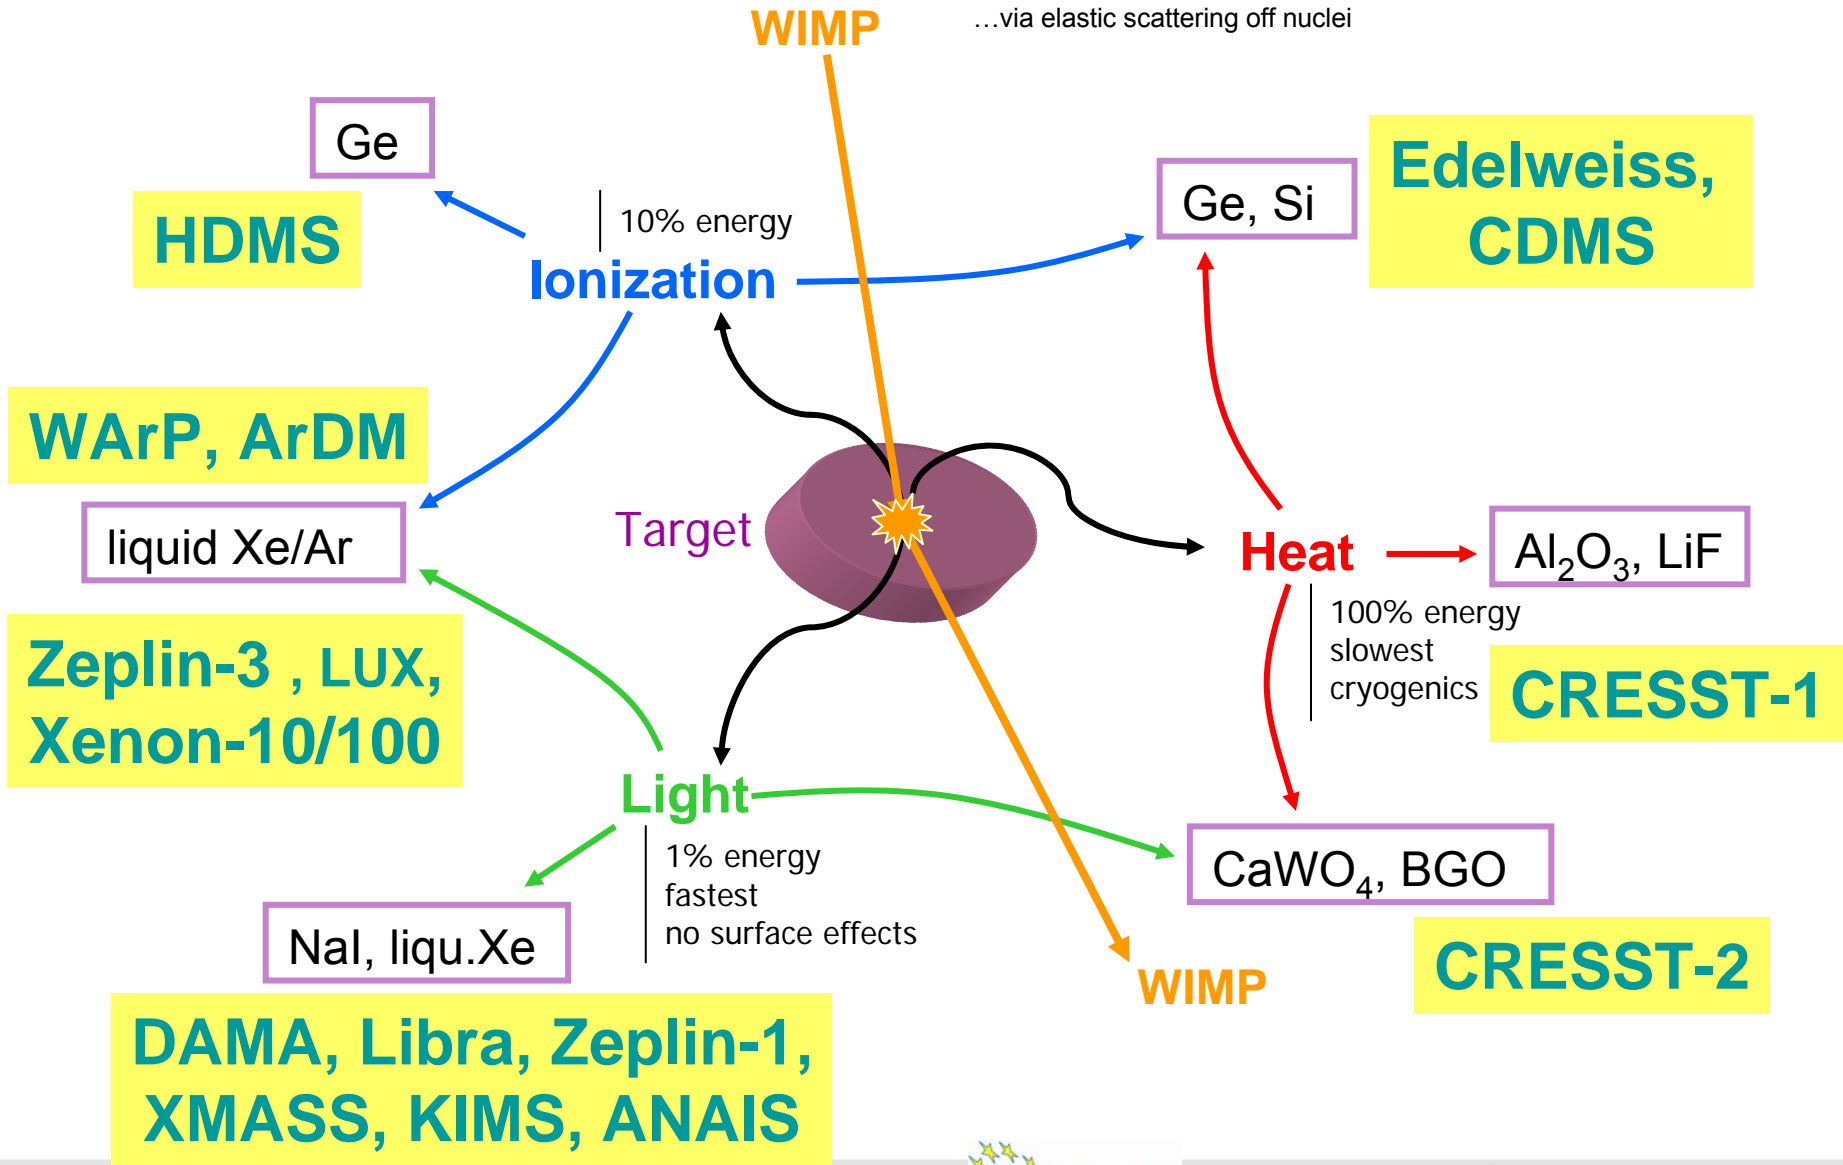 WIMP
…via elastic scattering off nuclei
Ge
HDMS
10% energy
Ionization
Ge, Si
Edelweiss,
CDMS
WArP, ArDM
liquid Xe/Ar
Target
Heat
Al₂O₃, LiF
100% energy
slowest
cryogenics
CRESST-1
Zeplin-3 , LUX,
Xenon-10/100
Light
1% energy
fastest
no surface effects
CaWO₄, BGO
CRESST-2
NaI, liqu.Xe
WIMP
DAMA, Libra, Zeplin-1,
XMASS, KIMS, ANAIS